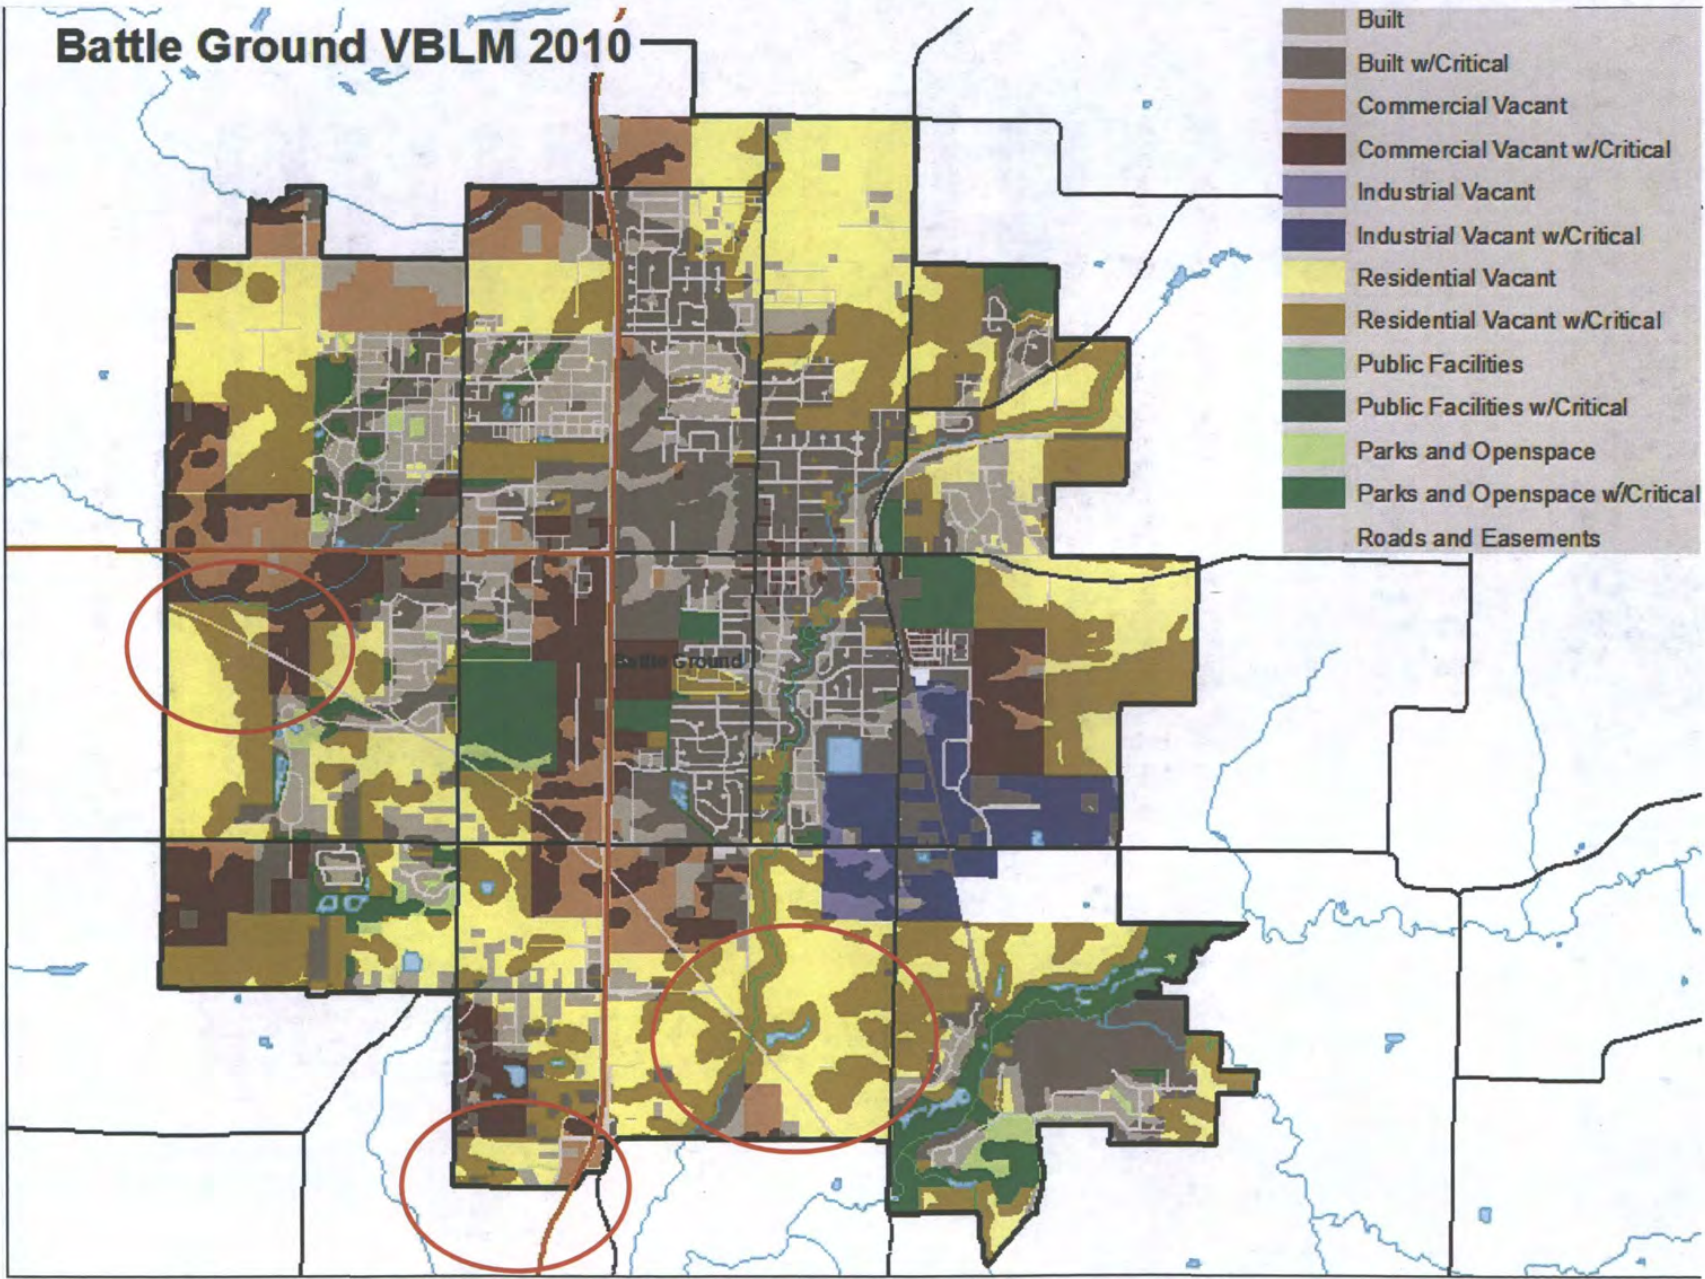 Battle Ground VBLM 2010
Built
Built w/Critical
Commercial Vacant
Commercial Vacant w/Critical
Industrial Vacant
Industrial Vacant w/Critical
Residential Vacant
Residential Vacant w/Critical
Public Facilities
Public Facilities w/Critical
Parks and Openspace
Parks and Openspace w/Critical
Roads and Easements
Battle Ground